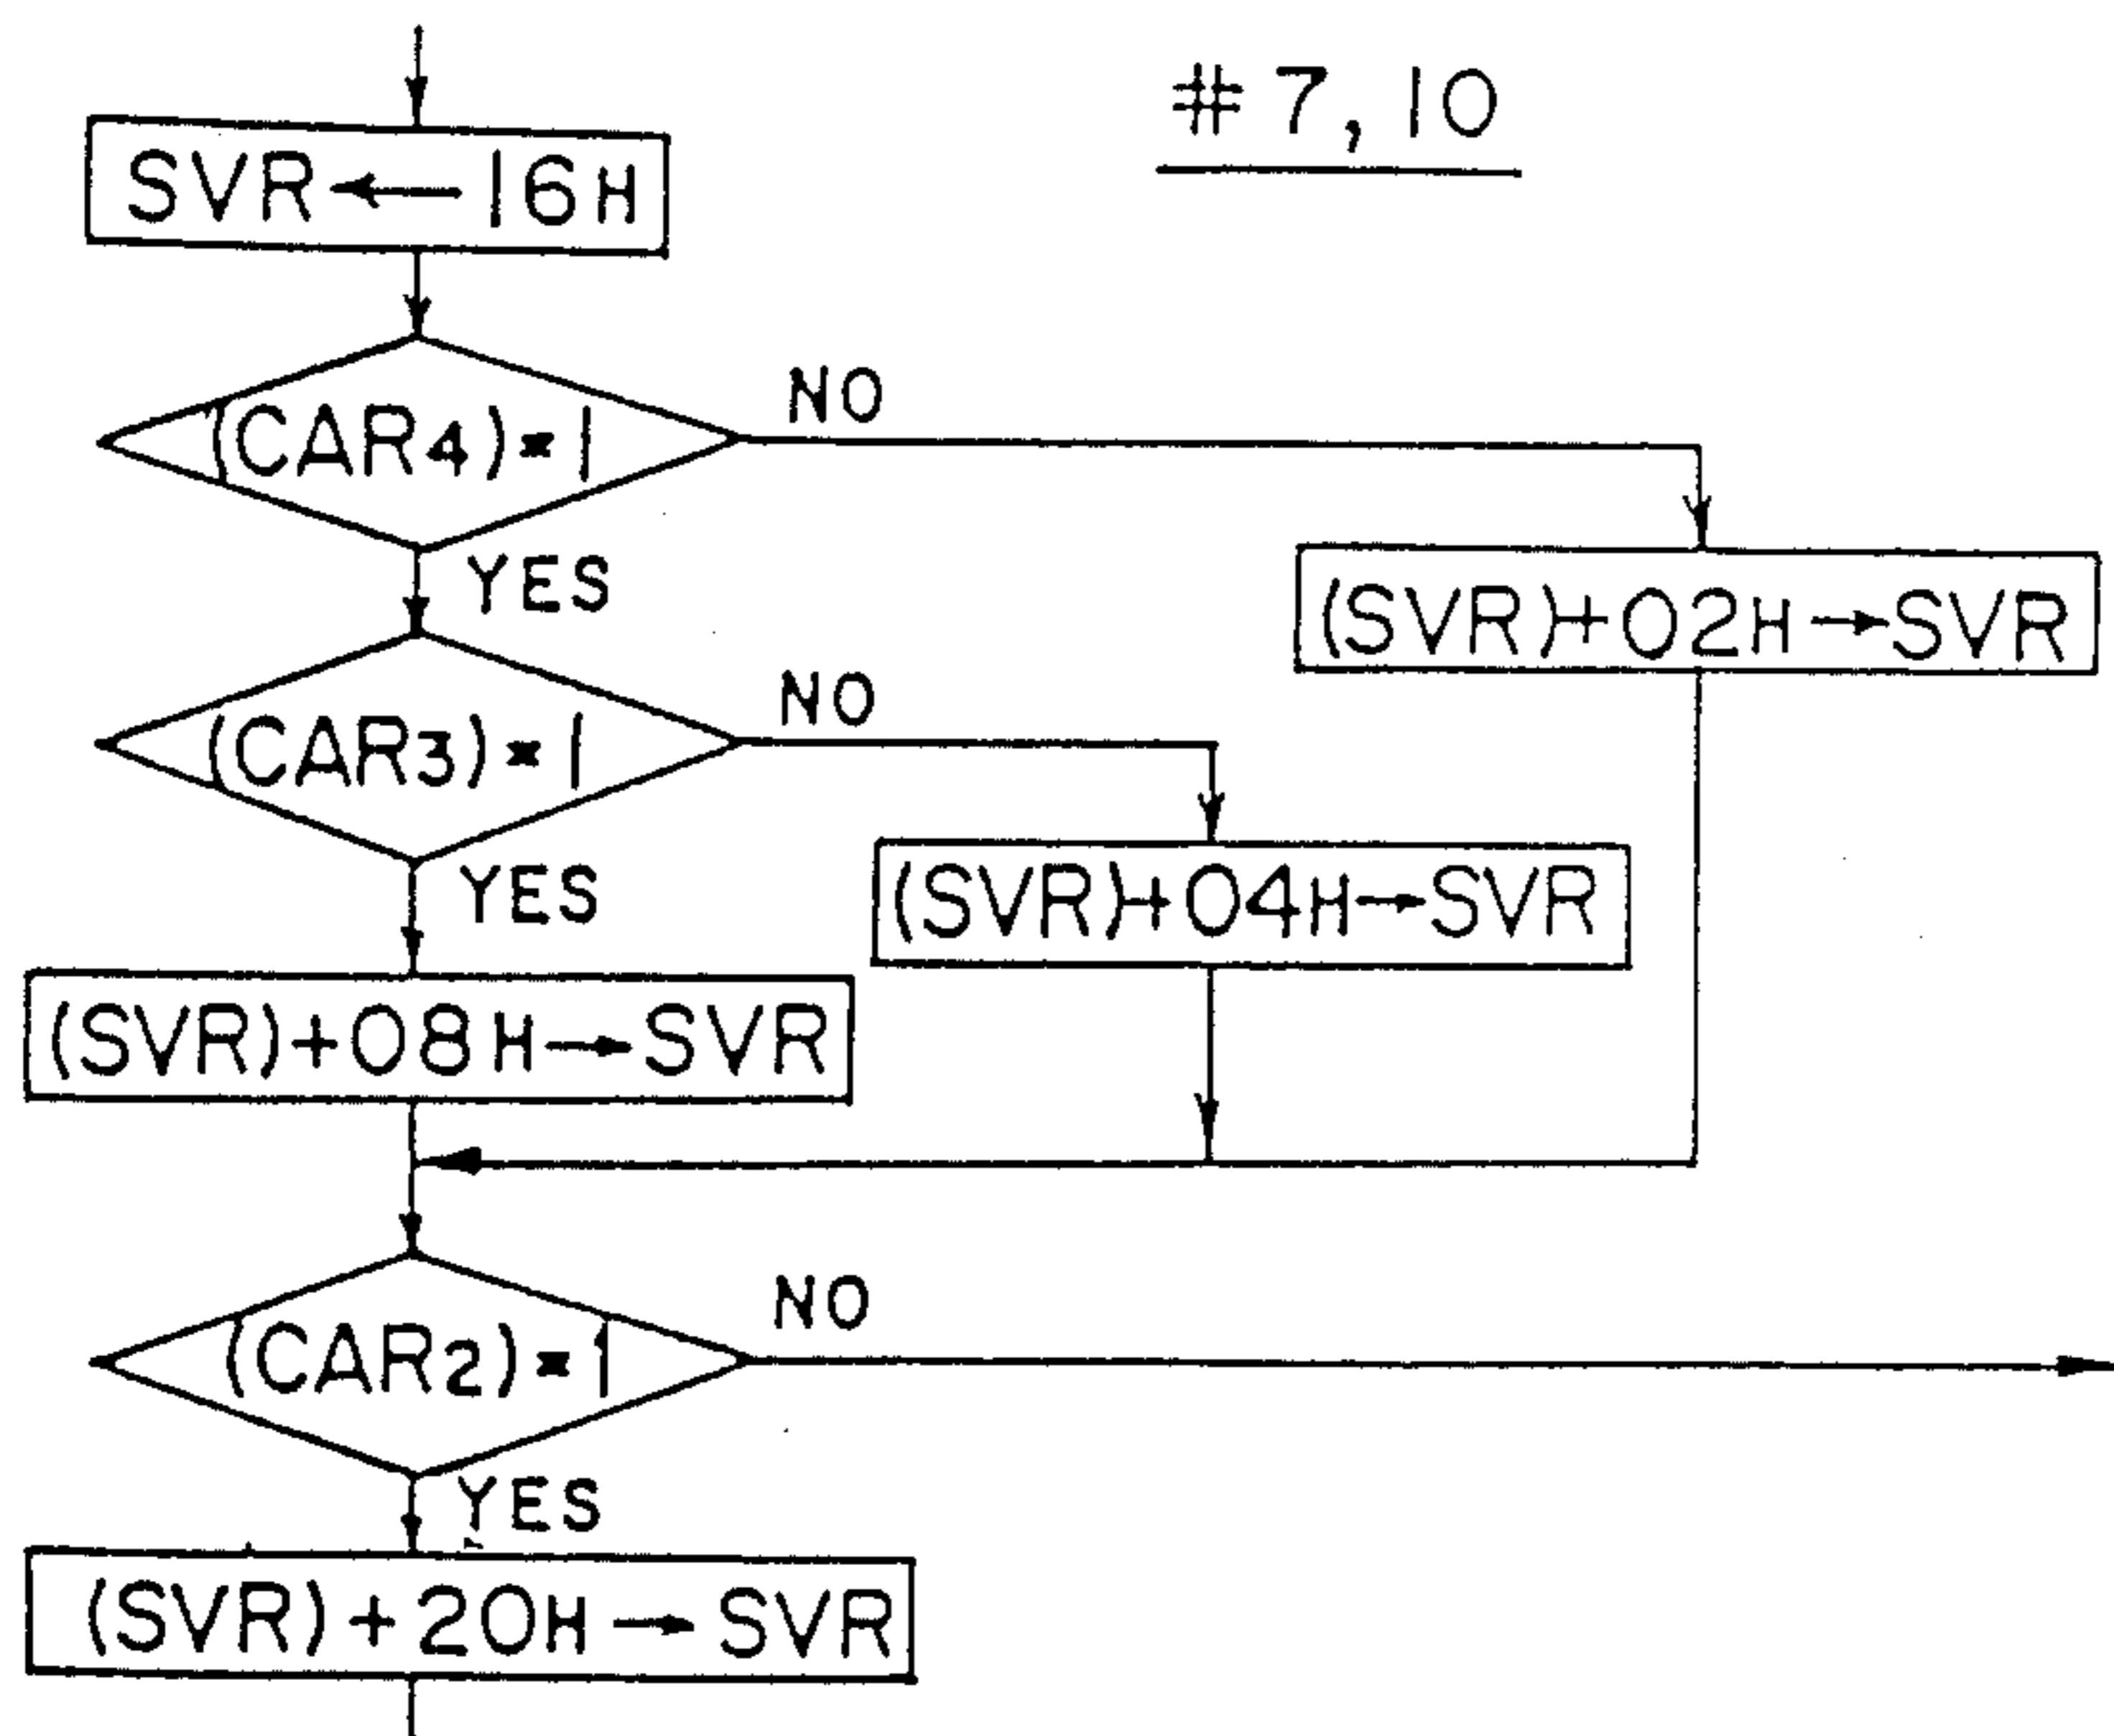 # 7, 10
SVR←16H
(CAR4)=1
NO
YES
(SVR)+02H→SVR
(CAR3)=1
NO
YES
(SVR)+04H→SVR
(SVR)+08H→SVR
(CAR2)=1
NO
YES
(SVR)+20H→SVR